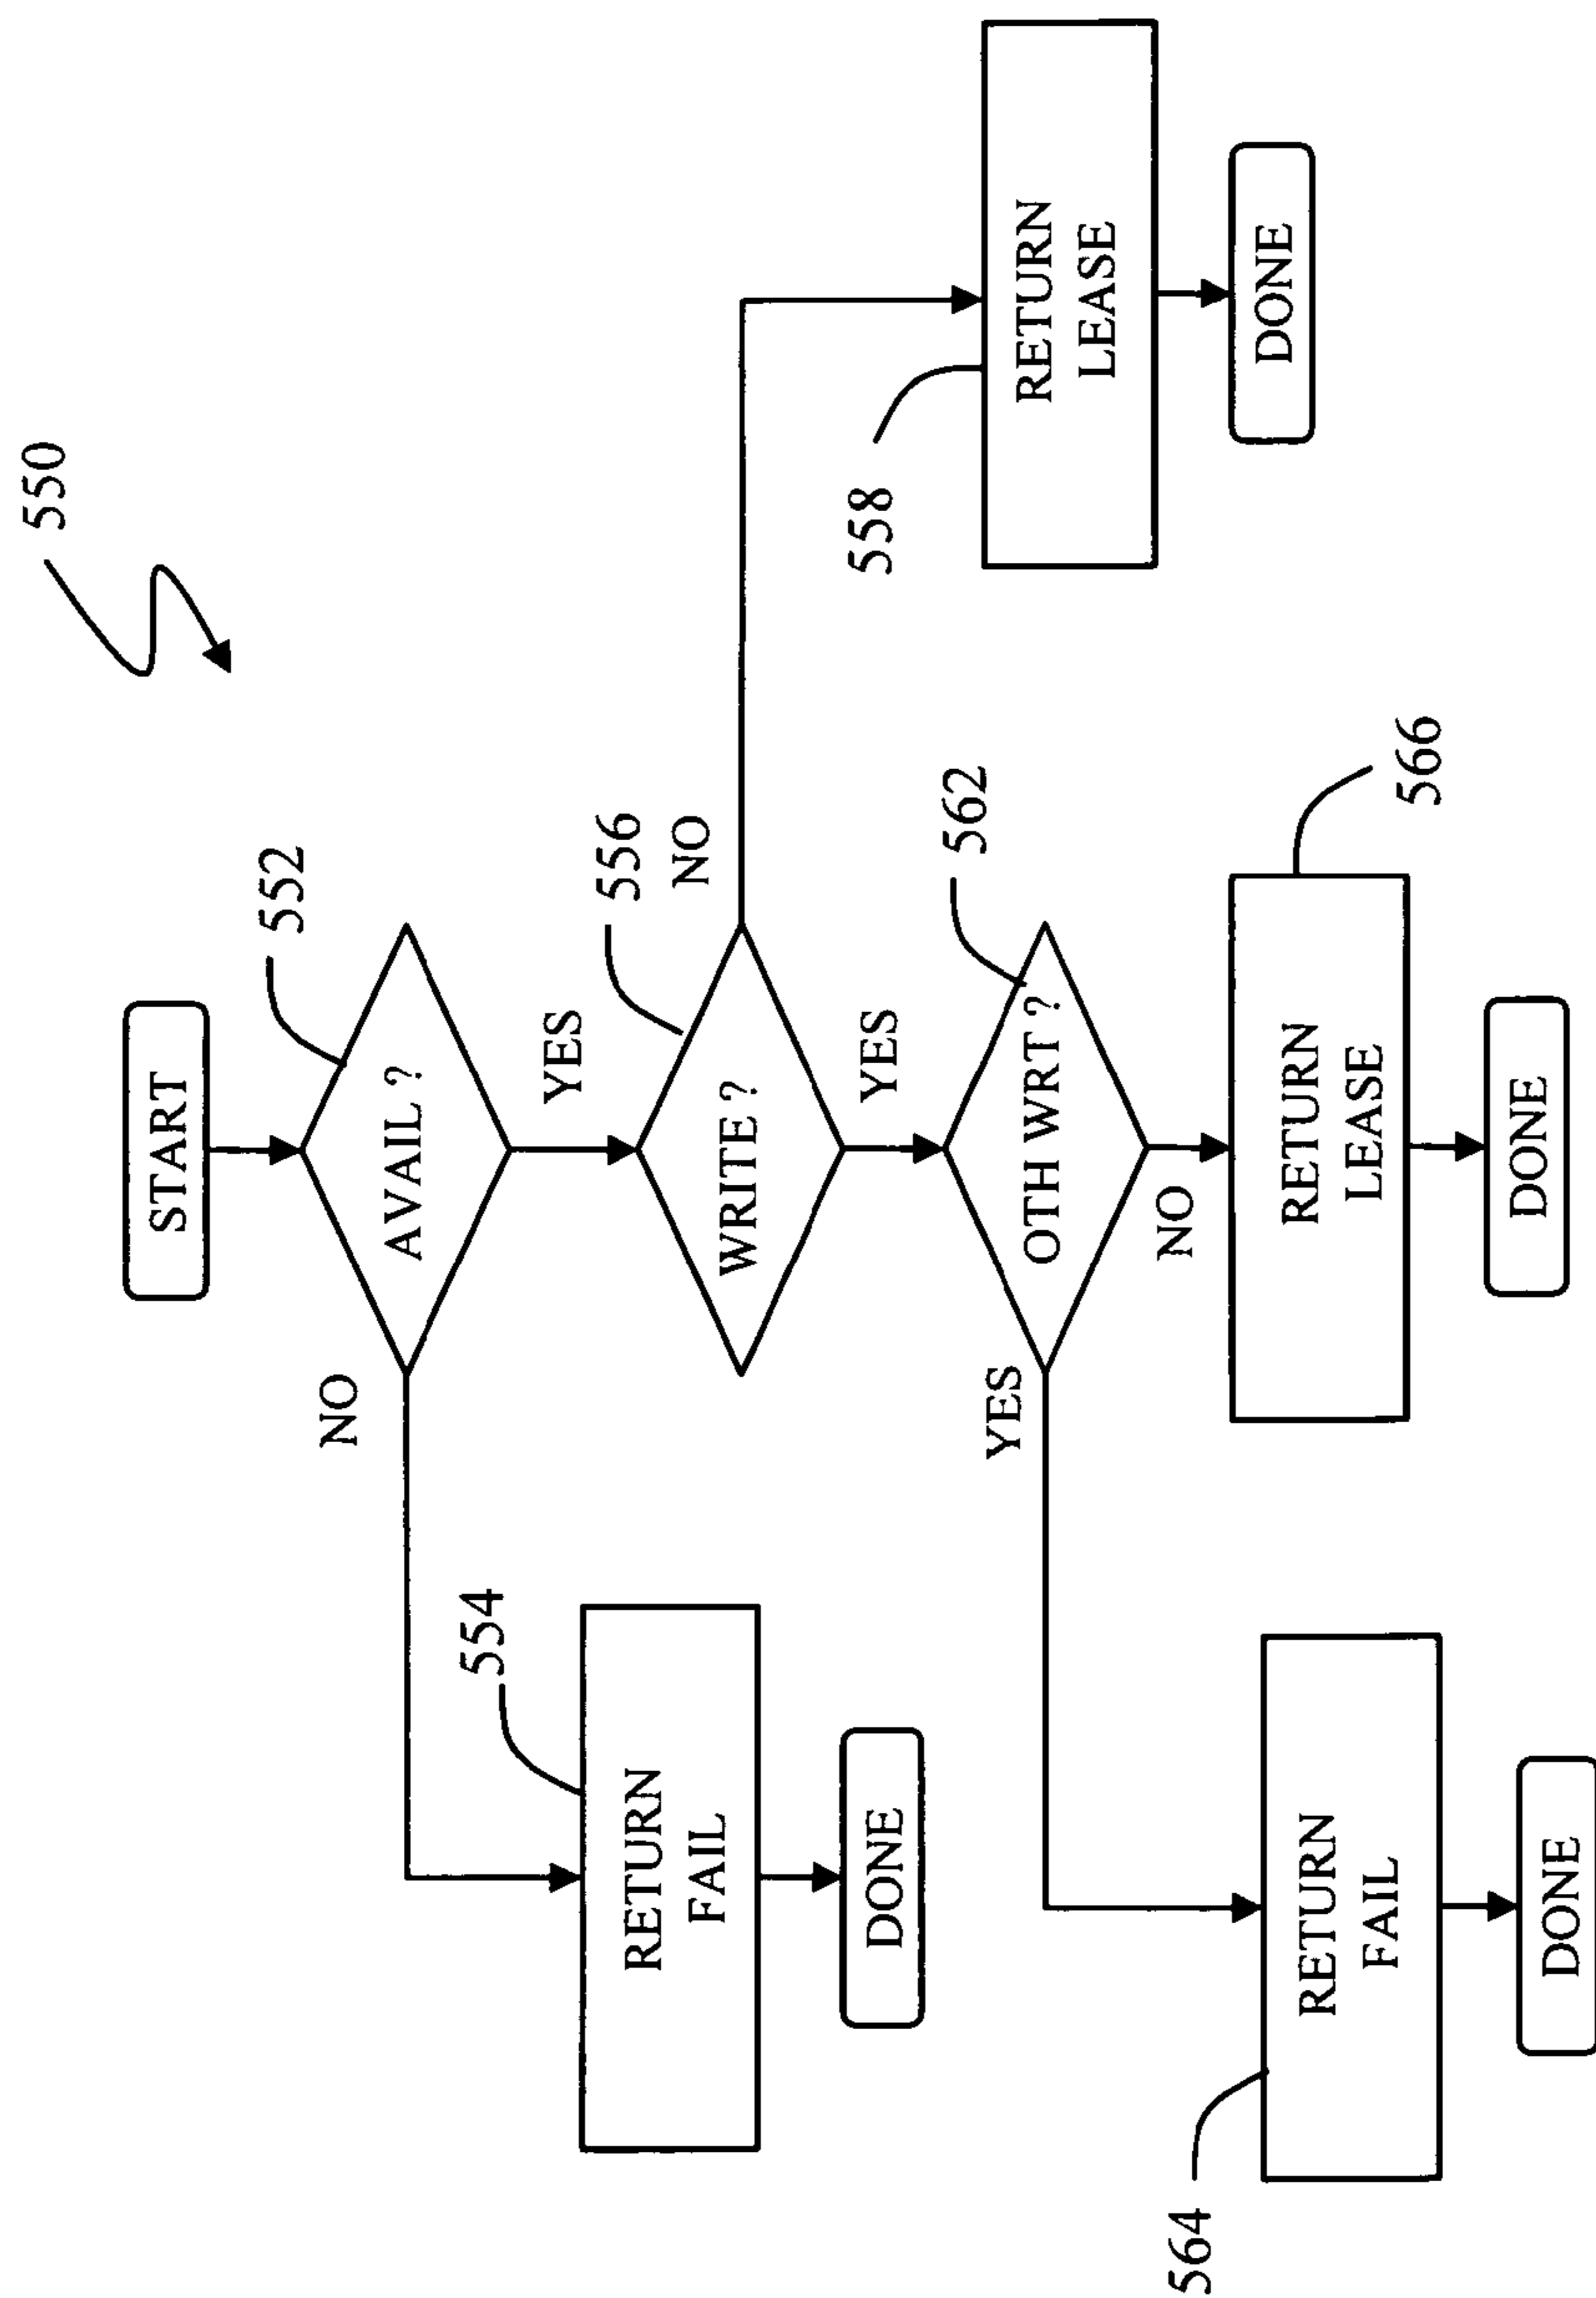 550
START
552
AVAIL ?
NO
YES
554
RETURN
FAIL
DONE
556
WRITE ?
NO
YES
558
RETURN
LEASE
DONE
562
OTH WRT ?
YES
NO
564
RETURN
FAIL
DONE
566
RETURN
LEASE
DONE